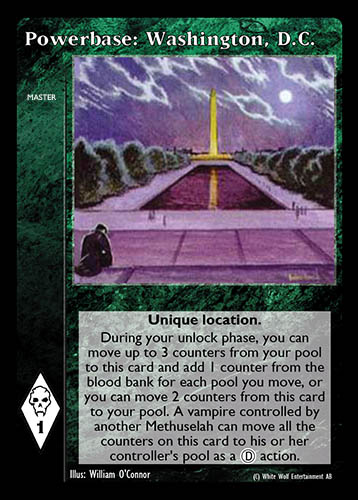 Powerbase: Washington, D.C.
MASTER
Unique location.
During your unlock phase, you can
move up to 3 counters from your pool
to this card and add 1 counter from the
blood bank for each pool you move, or
you can move 2 counters from this card
to your pool. A vampire controlled by
another Methuselah can move all the
counters on this card to his or her
controller's pool as a Ⓓ action.
1
Illus: William O'Connor
(C) White Wolf Entertainment AB